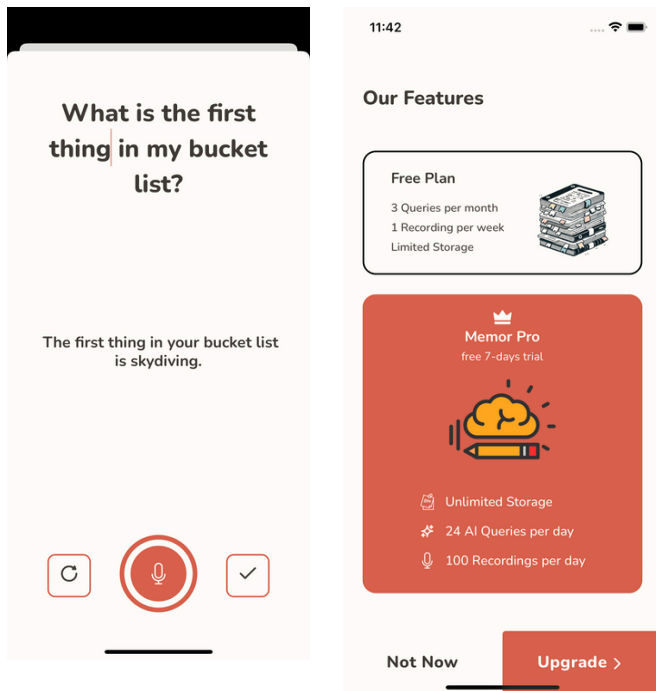 What is the first
thing in my bucket
list?
The first thing in your bucket list
is skydiving.
11:42
Our Features
Free Plan
3 Queries per month
1 Recording per week
Limited Storage
Memor Pro
free 7-days trial
Unlimited Storage
24 AI Queries per day
100 Recordings per day
Not Now
Upgrade >